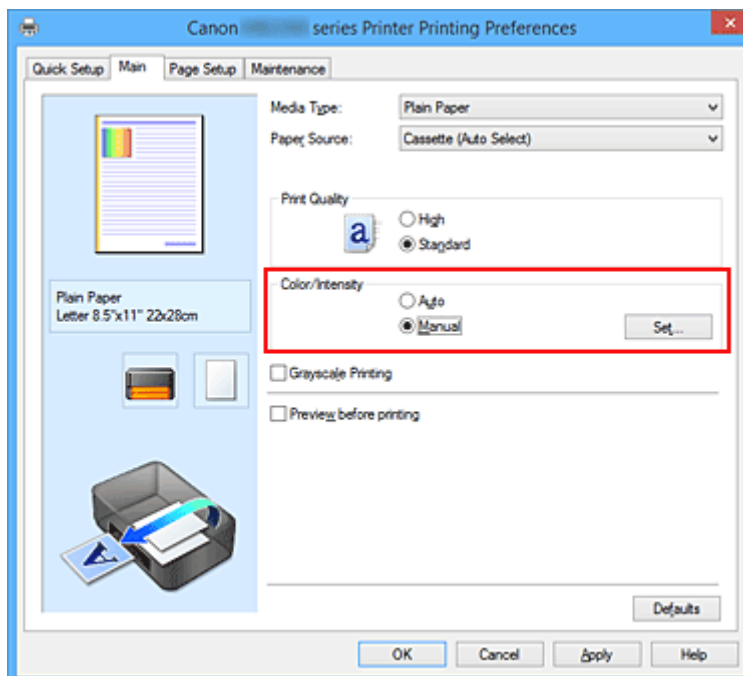 Canon series Printer Printing Preferences
Quick Setup Main Page Setup Maintenance
Media Type: Plain Paper
Paper Source: Cassette (Auto Select)
Print Quality
a
High
Standard
Color/Intensity
Auto
Manual Set...
Plain Paper
Letter 8.5"x11" 22x28cm
Grayscale Printing
Preview before printing
A
Defaults
OK Cancel Apply Help